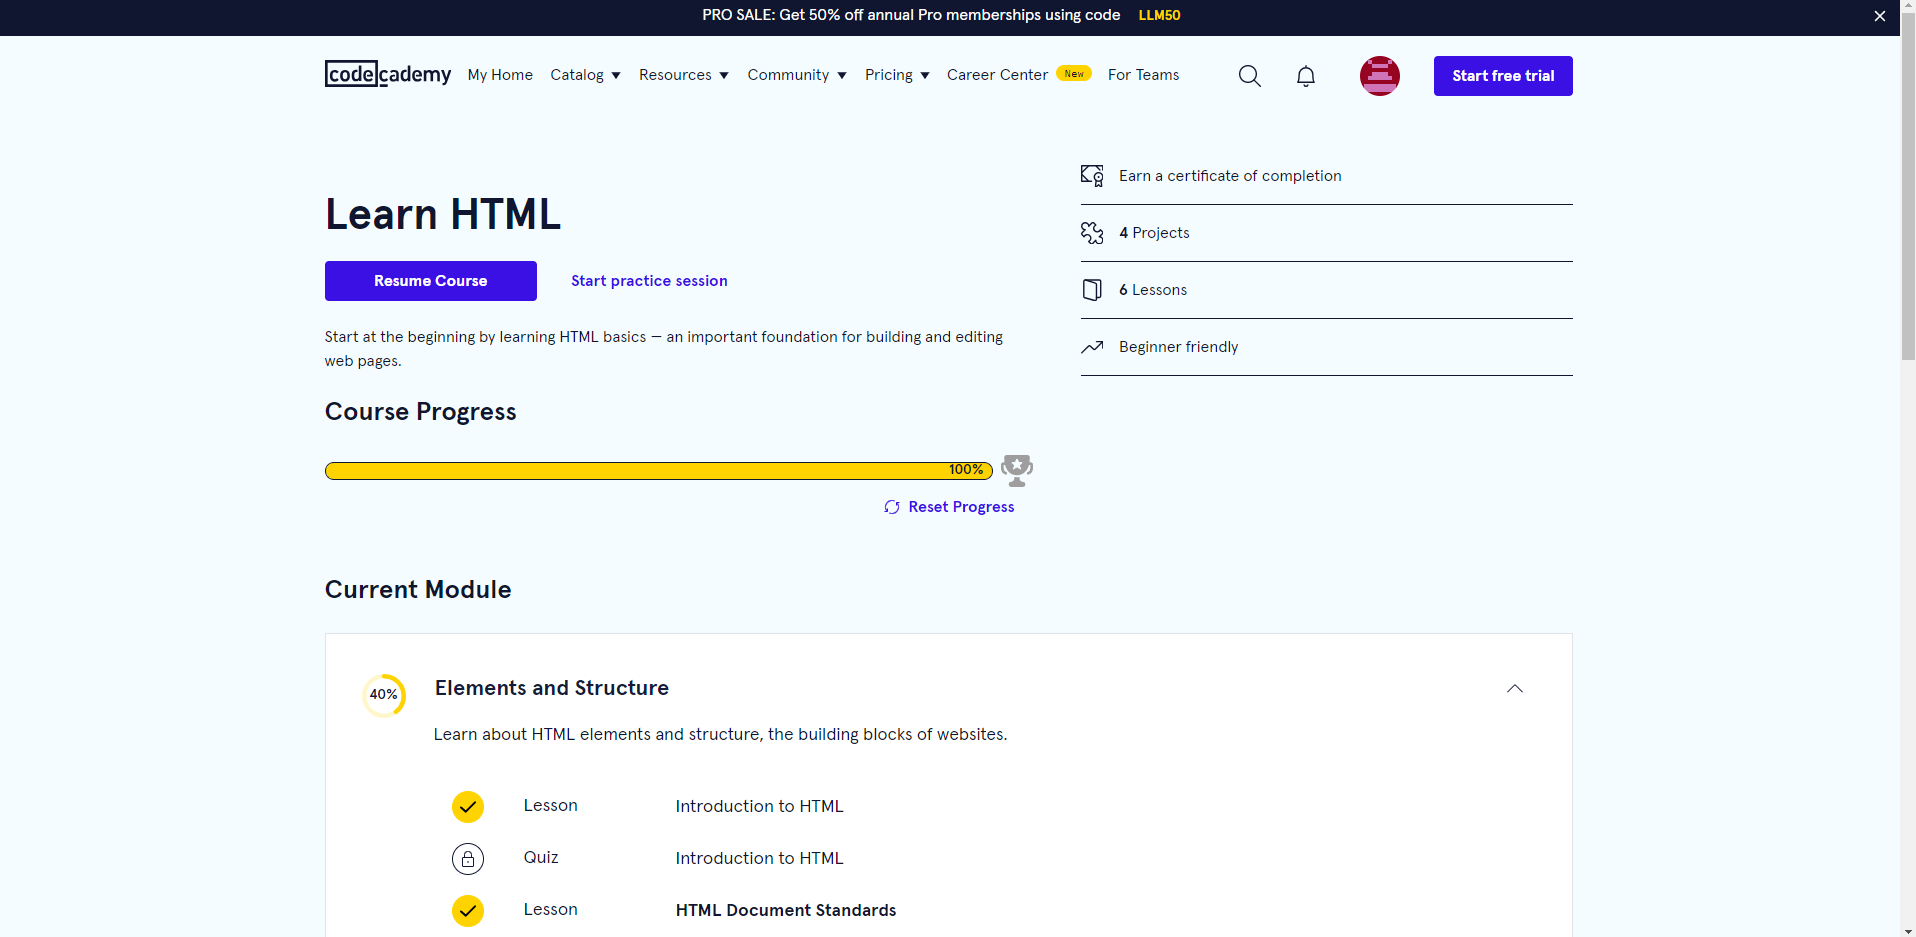 PRO SALE: Get 50% off annual Pro memberships using code LLM50
codecademy My Home Catalog Resources Community Pricing Career Center New For Teams Start free trial
Learn HTML
Resume Course Start practice session
Start at the beginning by learning HTML basics — an important foundation for building and editing
web pages.
Course Progress
100%
Reset Progress
Earn a certificate of completion
4 Projects
6 Lessons
Beginner friendly
Current Module
40% Elements and Structure
Learn about HTML elements and structure, the building blocks of websites.
Lesson Introduction to HTML
Quiz Introduction to HTML
Lesson HTML Document Standards